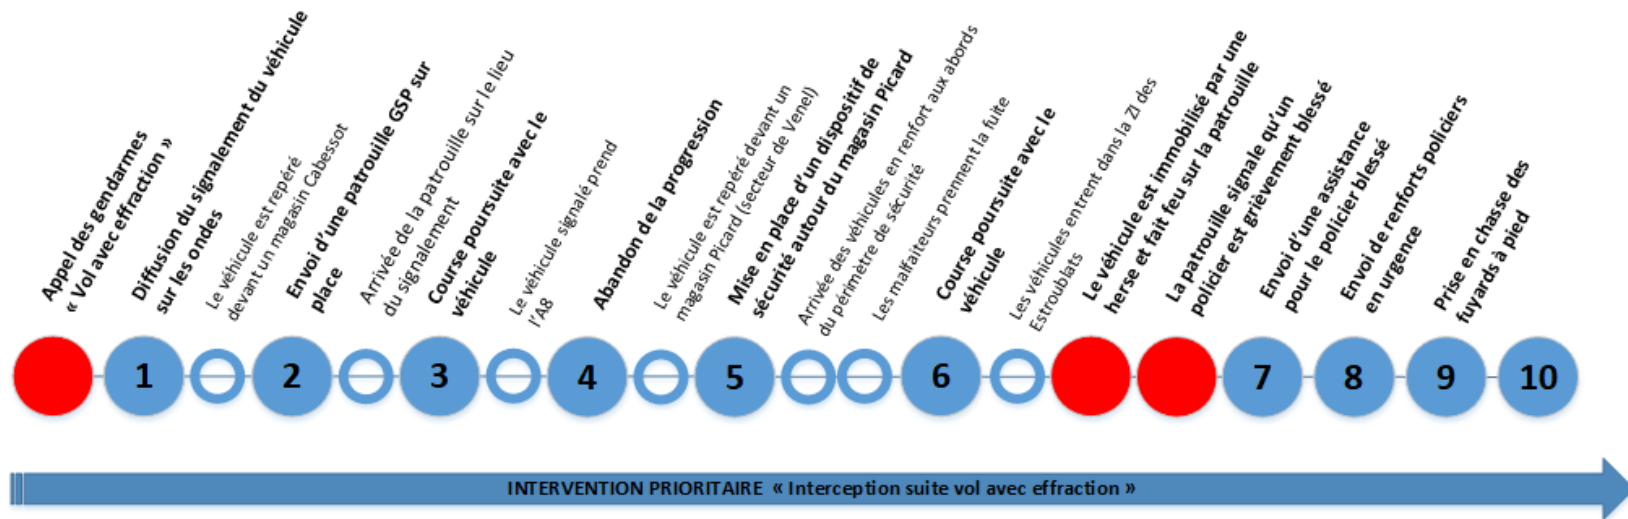 Appel des gendarmes
« Vol avec effraction »
Diffusion du signalement du véhicule
sur les ondes
Le véhicule est repéré
devant un magasin Cabessot
Envoi d’une patrouille GSP sur
place
Arrivée de la patrouille sur le lieu
du signalement
Course poursuite avec le
véhicule
Le véhicule signalé prend
l’A8
Abandon de la progression
Le véhicule est repéré devant un
magasin Picard (secteur de Venel)
Mise en place d’un dispositif de
sécurité autour du magasin Picard
Arrivée des véhicules en renfort aux abords
du périmètre de sécurité
Les malfaiteurs prennent la fuite
Course poursuite avec le
véhicule
Les véhicules entrent dans la ZI des
Estroublats
Le véhicule est immobilisé par une
herse et fait feu sur la patrouille
La patrouille signale qu’un
policier est grièvement blessé
Envoi d’une assistance
pour le policier blessé
Envoi de renforts policiers
en urgence
Prise en chasse des
fuyards à pied
1 2 3 4 5 6 7 8 9 10
INTERVENTION PRIORITAIRE « Interception suite vol avec effraction »